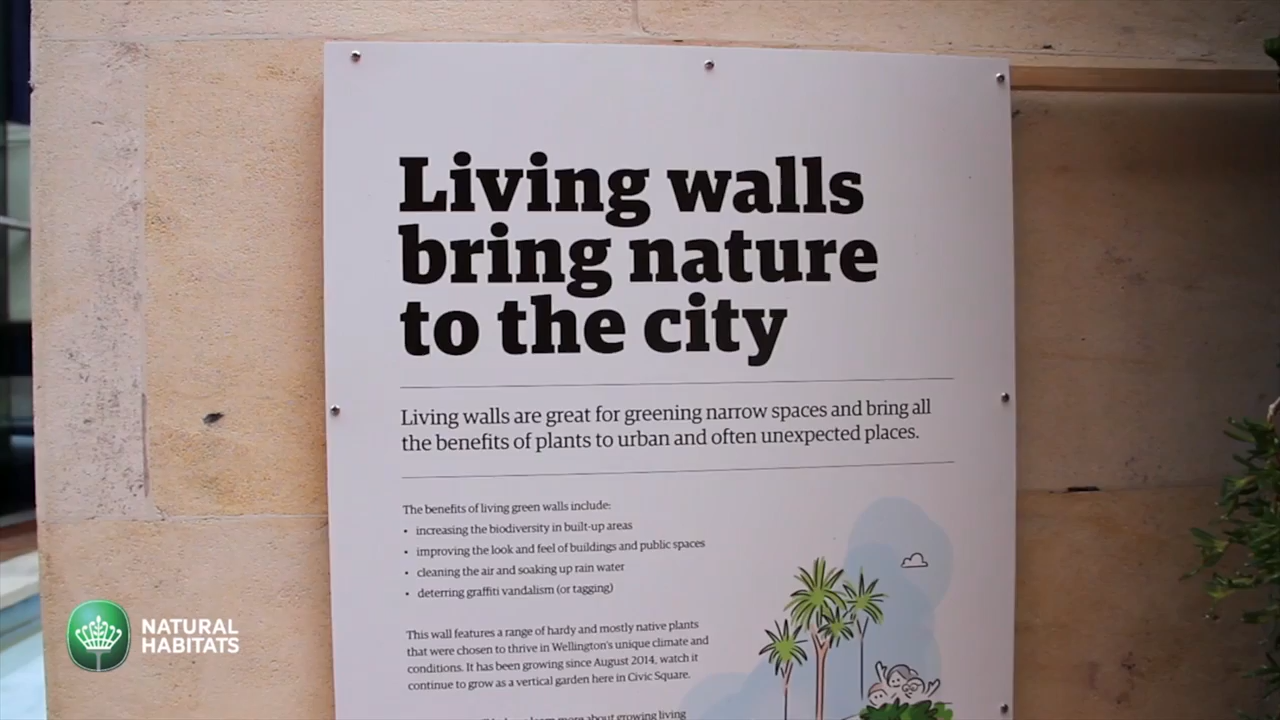 Living walls
bring nature
to the city
Living walls are great for greening narrow spaces and bring all
the benefits of plants to urban and often unexpected places.
The benefits of living green walls include:
• increasing the biodiversity in built-up areas
• improving the look and feel of buildings and public spaces
• cleaning the air and soaking up rain water
• deterring graffiti vandalism (or tagging)
This wall features a range of hardy and mostly native plants
that were chosen to thrive in Wellington's unique climate and
conditions. It has been growing since August 2014, watch it
continue to grow as a vertical garden here in Civic Square.
learn more about growing living
NATURAL
HABITATS